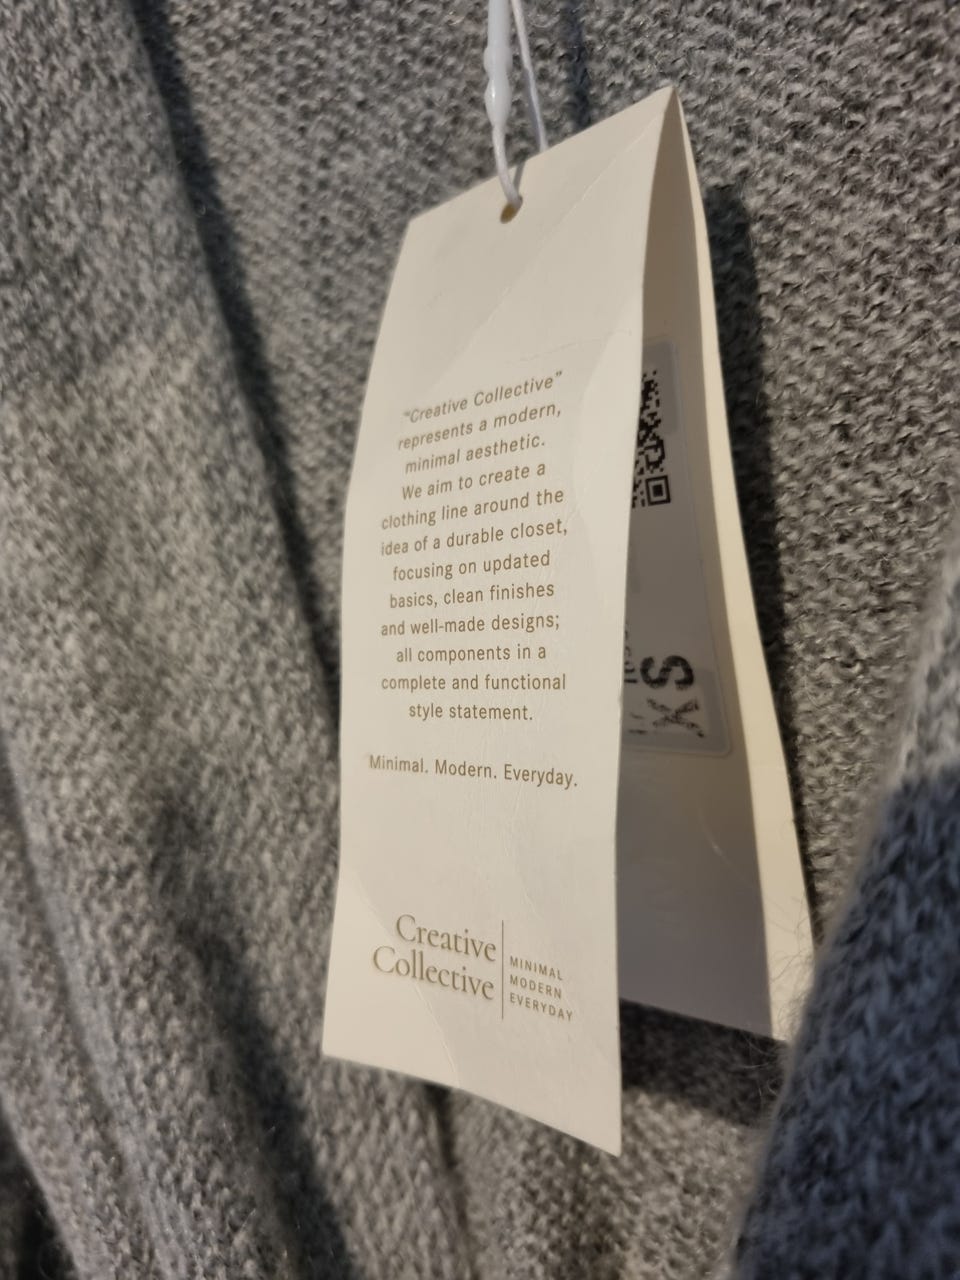 “Creative Collective”
represents a modern,
minimal aesthetic.
We aim to create a
clothing line around the
idea of a durable closet,
focusing on updated
basics, clean finishes
and well-made designs;
all components in a
complete and functional
style statement.
Minimal. Modern. Everyday.
Creative
Collective
MINIMAL
MODERN
EVERYDAY
XS